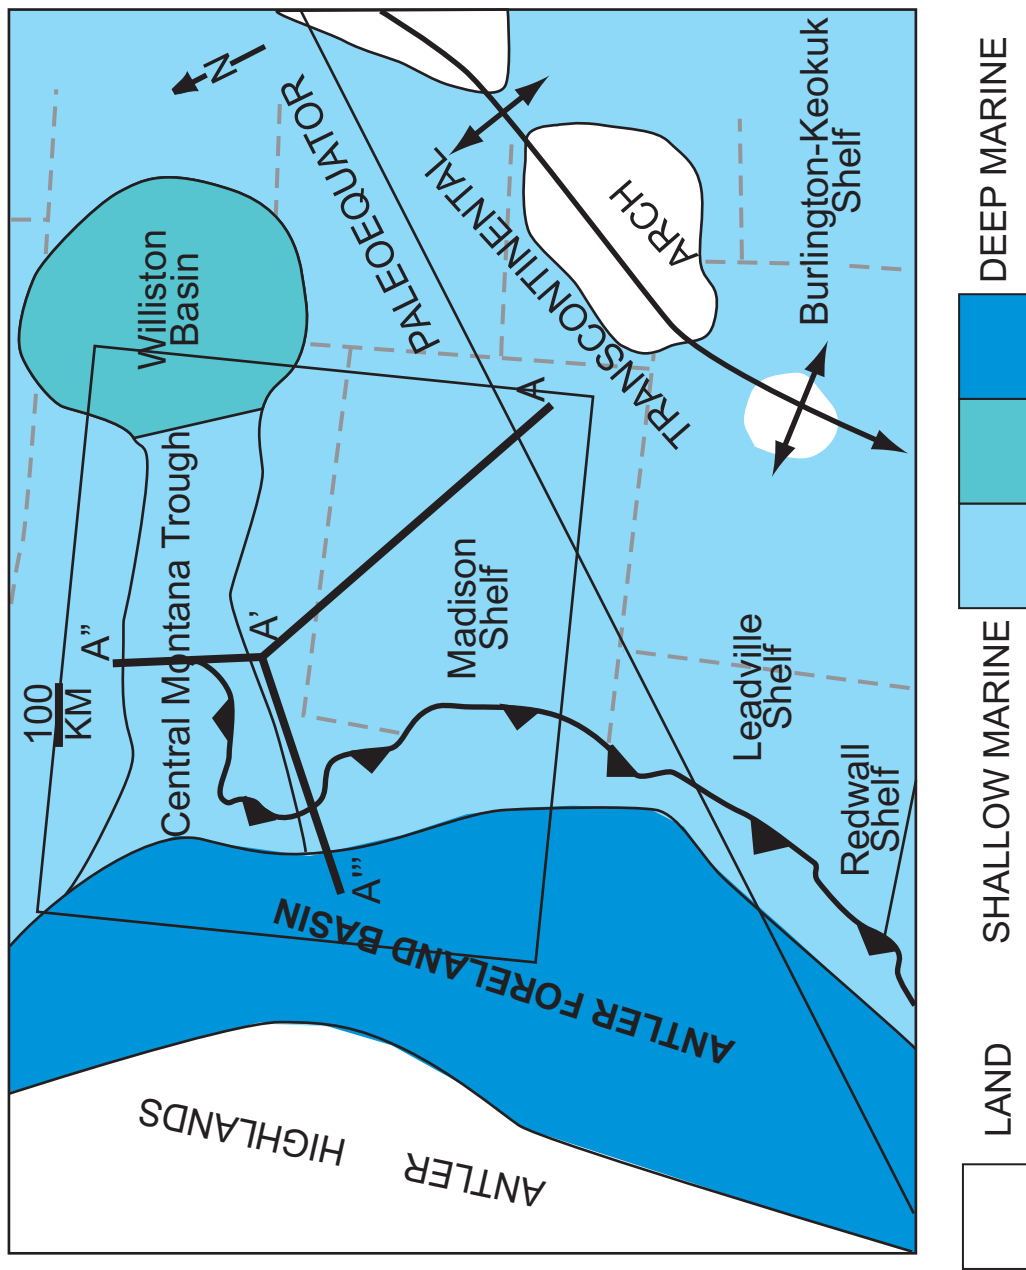 100
KM
A"
Central Montana Trough
Williston
Basin
N
A'
A'''
A
PALEOEQUATOR
TRANSCONTINENTAL
ARCH
Madison
Shelf
Leadville
Shelf
Redwall
Shelf
Burlington-Keokuk
Shelf
ANTLER FORELAND BASIN
ANTLER
HIGHLANDS
LAND
SHALLOW MARINE
DEEP MARINE